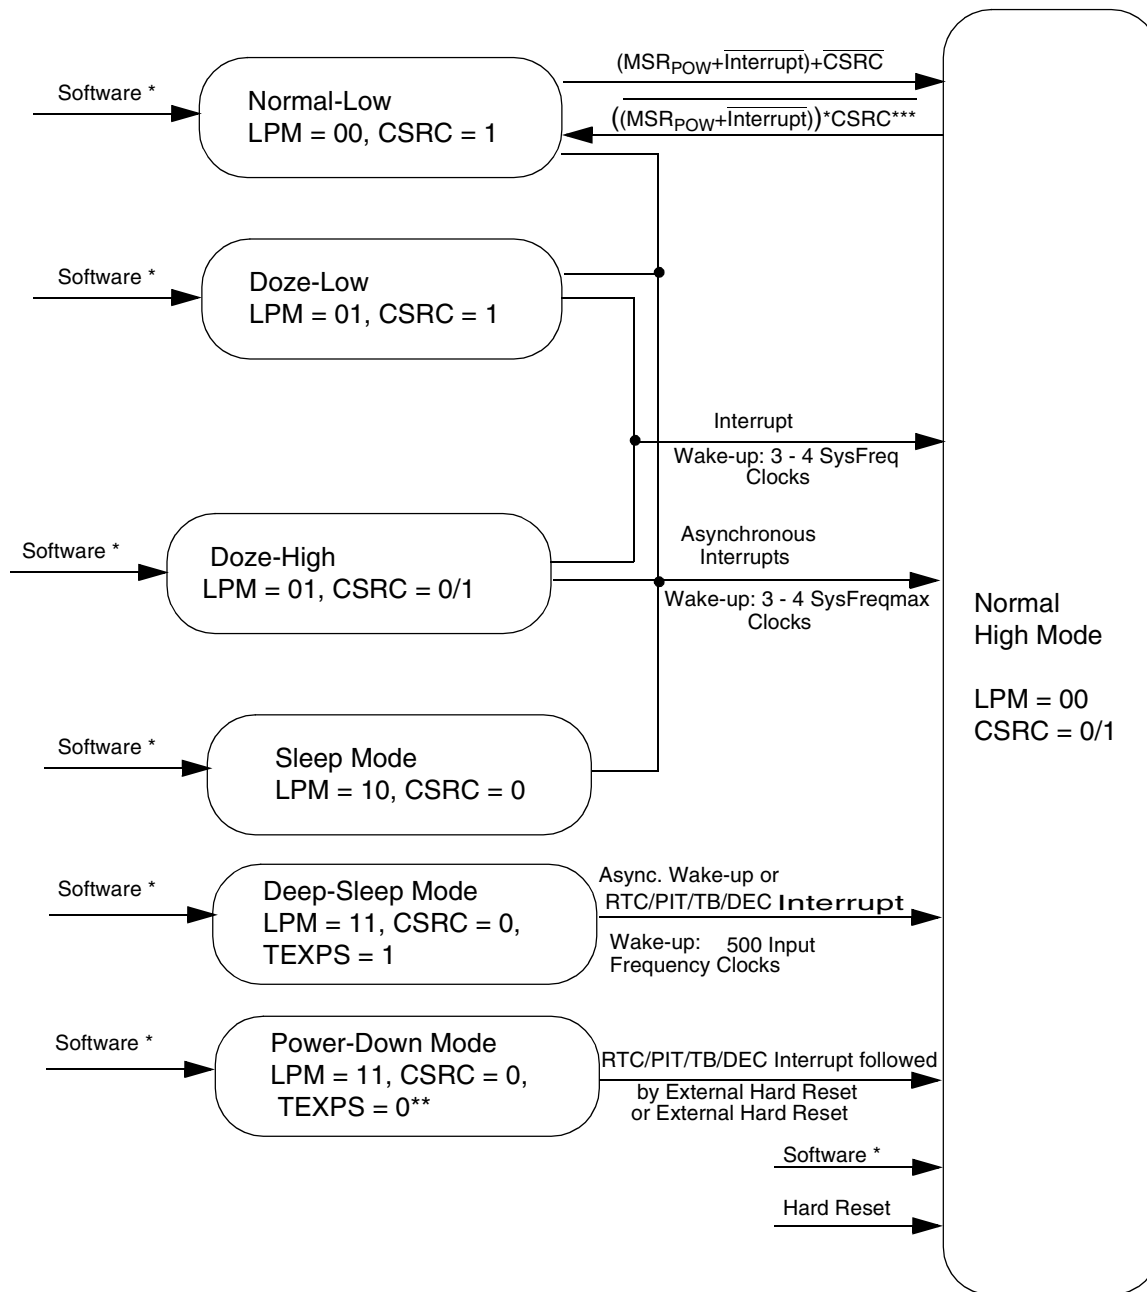 (MSRPOW+Interrupt)+CSRC
Software *
Normal-Low
LPM = 00, CSRC = 1
((MSRPOW+Interrupt))*CSRC***
Software *
Doze-Low
LPM = 01, CSRC = 1
Interrupt
Wake-up: 3 - 4 SysFreq
Clocks
Software *
Doze-High
LPM = 01, CSRC = 0/1
Asynchronous
Interrupts
Wake-up: 3 - 4 SysFreqmax
Clocks
Normal
High Mode
LPM = 00
CSRC = 0/1
Software *
Sleep Mode
LPM = 10, CSRC = 0
Software *
Deep-Sleep Mode
LPM = 11, CSRC = 0,
TEXPS = 1
Async. Wake-up or
RTC/PIT/TB/DEC Interrupt
Wake-up: 500 Input
Frequency Clocks
Software *
Power-Down Mode
LPM = 11, CSRC = 0,
TEXPS = 0**
RTC/PIT/TB/DEC Interrupt followed
by External Hard Reset
or External Hard Reset
Software *
Hard Reset